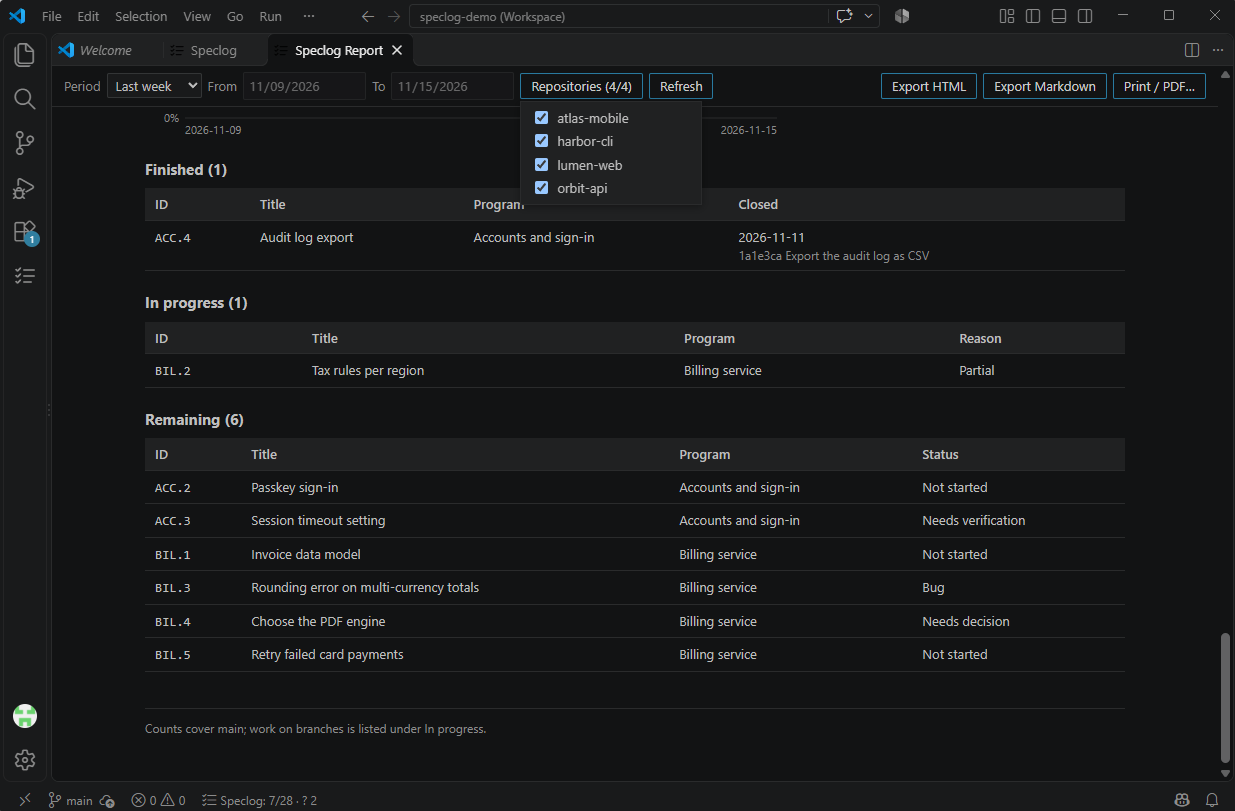 File Edit Selection View Go Run ··· speclog-demo (Workspace)
Welcome Speclog Speclog Report
Period Last week From 11/09/2026 To 11/15/2026 Repositories (4/4) Refresh Export HTML Export Markdown Print / PDF...
atlas-mobile
harbor-cli
lumen-web
orbit-api
0%
2026-11-09 2026-11-15
Finished (1)
ID Title Program Closed
ACC.4 Audit log export Accounts and sign-in 2026-11-11
1a1e3ca Export the audit log as CSV
In progress (1)
ID Title Program Reason
BIL.2 Tax rules per region Billing service Partial
Remaining (6)
ID Title Program Status
ACC.2 Passkey sign-in Accounts and sign-in Not started
ACC.3 Session timeout setting Accounts and sign-in Needs verification
BIL.1 Invoice data model Billing service Not started
BIL.3 Rounding error on multi-currency totals Billing service Bug
BIL.4 Choose the PDF engine Billing service Needs decision
BIL.5 Retry failed card payments Billing service Not started
Counts cover main; work on branches is listed under In progress.
1
main 0 0 Speclog: 7/28 · ? 2